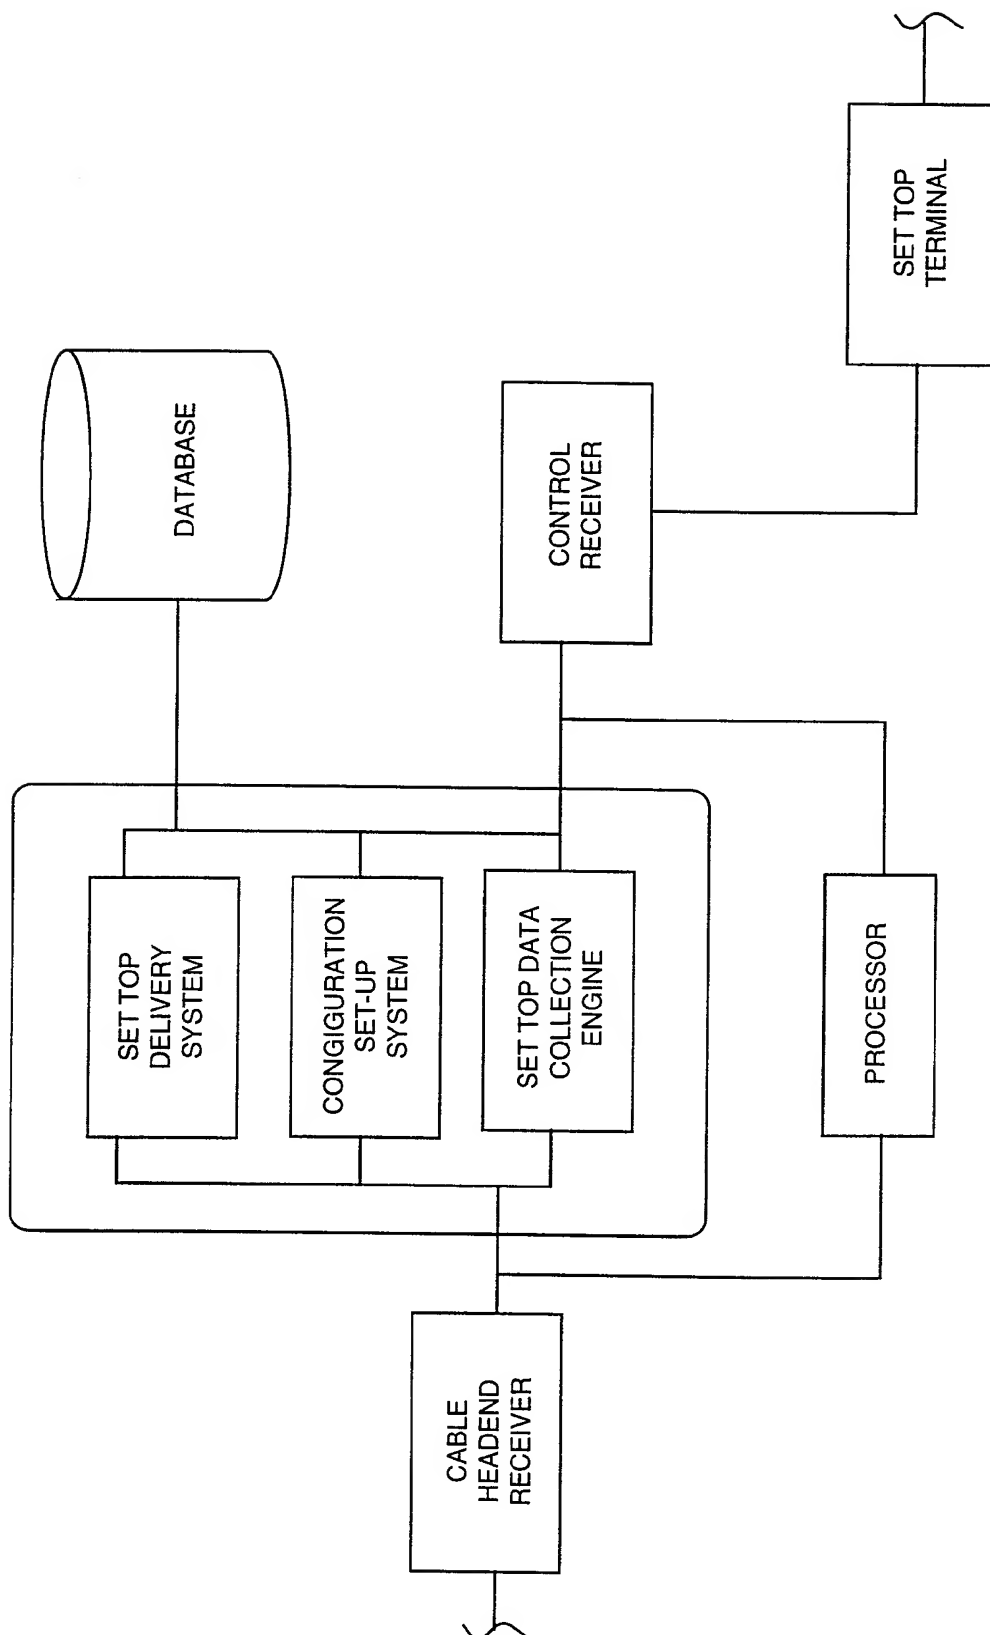 DATABASE
SET TOP
DELIVERY
SYSTEM
CONGIGURATION
SET-UP
SYSTEM
SET TOP DATA
COLLECTION
ENGINE
CABLE
HEADEND
RECEIVER
CONTROL
RECEIVER
PROCESSOR
SET TOP
TERMINAL